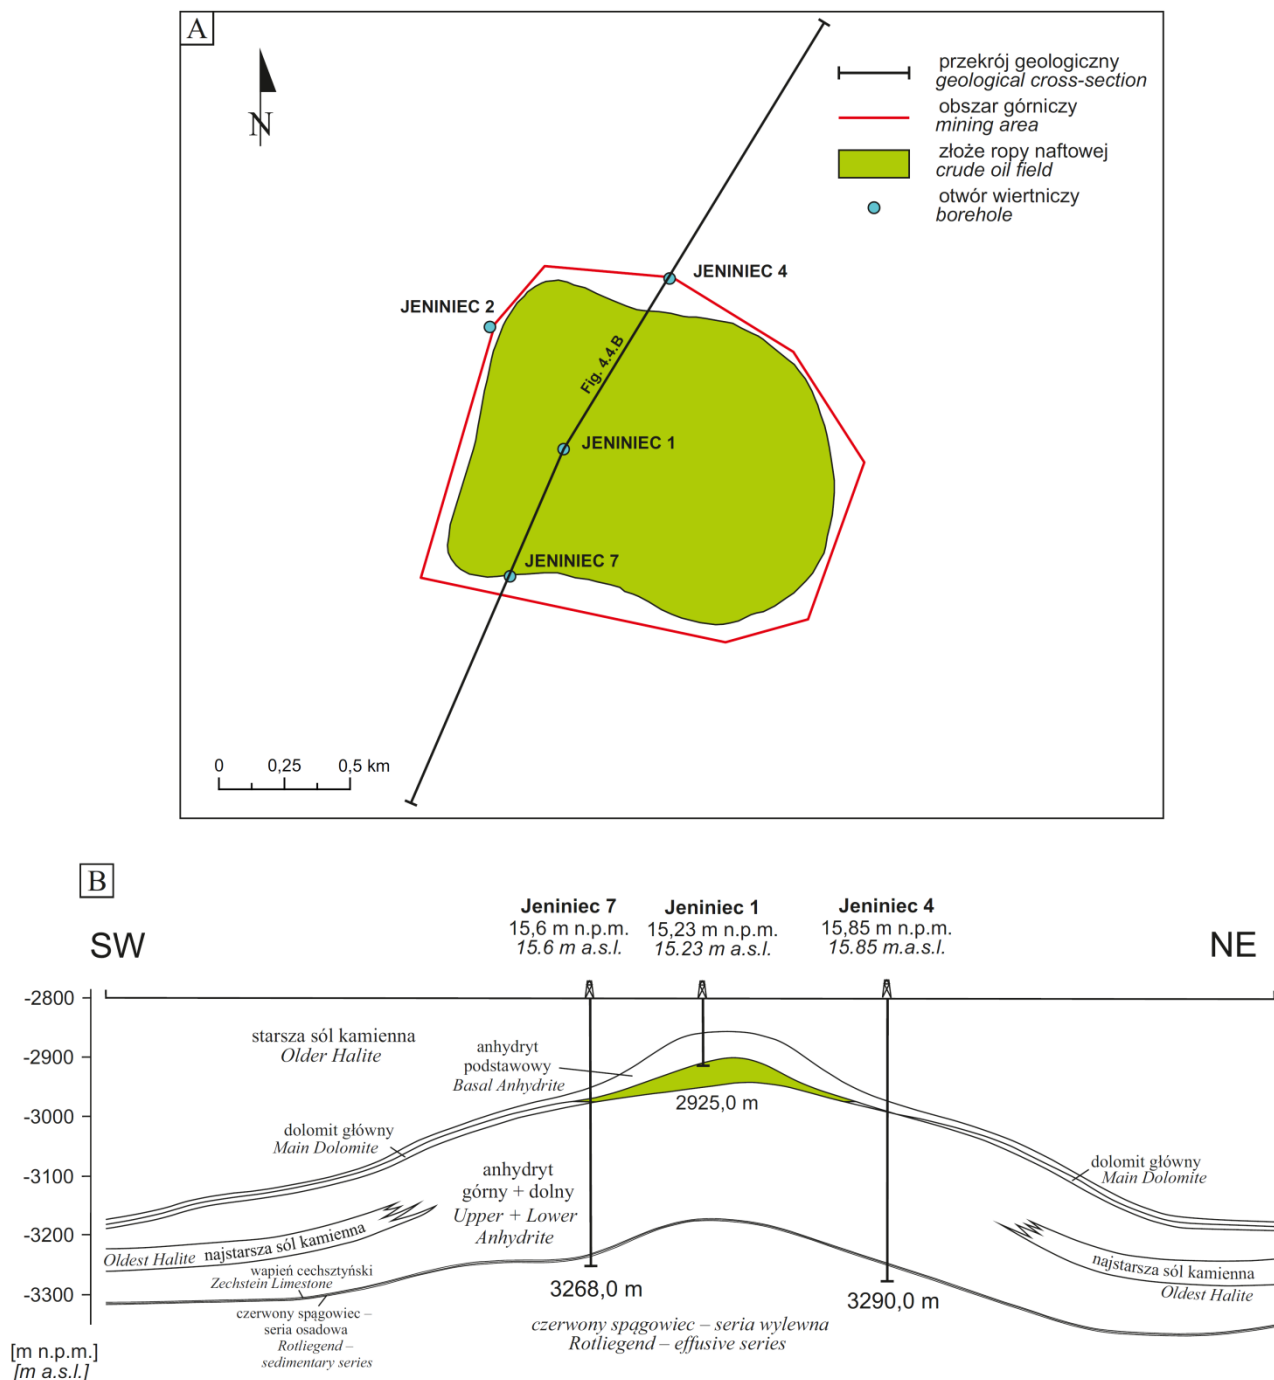 A
N
przekrój geologiczny
geological cross-section
obszar górniczy
mining area
złoże ropy naftowej
crude oil field
otwór wiertniczy
borehole
JENINIEC 4
JENINIEC 2
Fig. 4.4.B
JENINIEC 1
JENINIEC 7
0 0,25 0,5 km
B
SW
NE
Jeniniec 7
15,6 m n.p.m.
15.6 m a.s.l.
Jeniniec 1
15,23 m n.p.m.
15.23 m a.s.l.
Jeniniec 4
15,85 m n.p.m.
15.85 m.a.s.l.
-2800
-2900
-3000
-3100
-3200
-3300
[m n.p.m.]
[m a.s.l.]
starsza sól kamienna
Older Halite
anhydryt
podstawowy
Basal Anhydrite
2925,0 m
dolomit główny
Main Dolomite
anhydryt
górny + dolny
Upper + Lower
Anhydrite
dolomit główny
Main Dolomite
Oldest Halite najstarsza sól kamienna
wapień cechsztyński
Zechstein Limestone
czerwony spągowiec –
seria osadowa
Rotliegend –
sedimentary series
3268,0 m
3290,0 m
najstarsza sól kamienna
Oldest Halite
czerwony spągowiec – seria wylewna
Rotliegend – effusive series